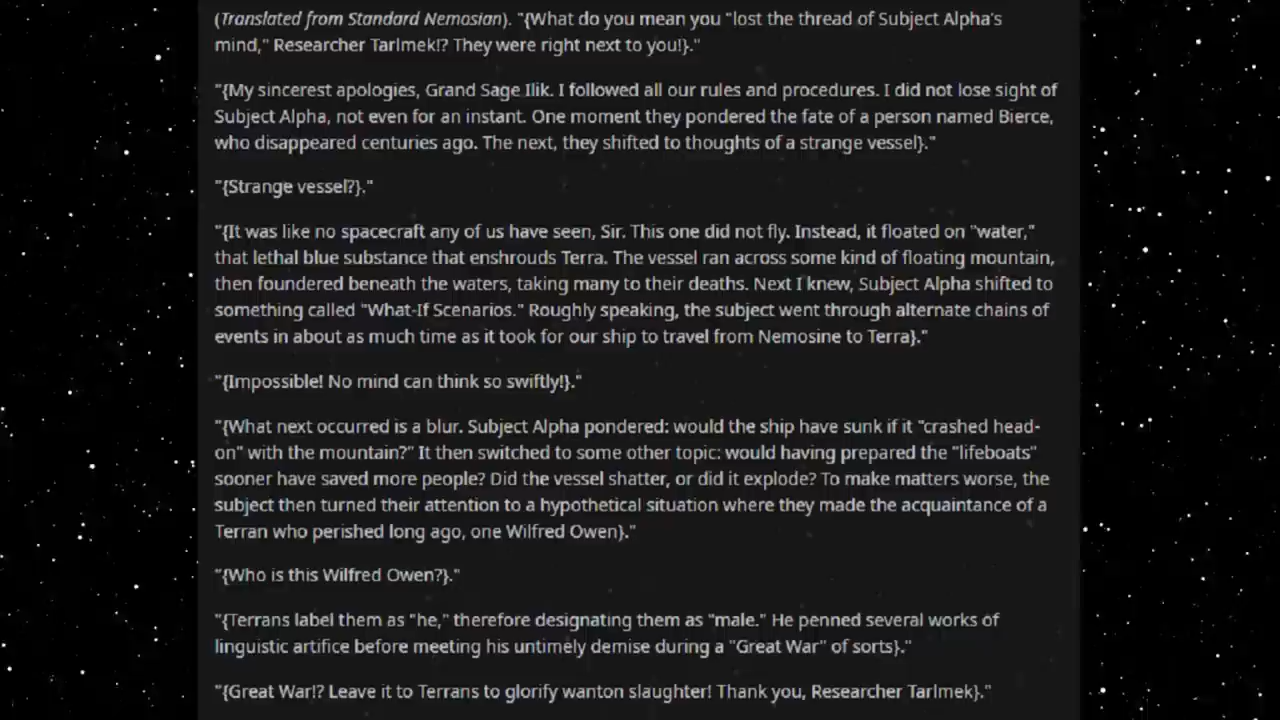 (Translated from Standard Nemosian). "{What do you mean you "lost the thread of Subject Alpha's
mind," Researcher Tarlmek!? They were right next to you!}."
"{My sincerest apologies, Grand Sage Ilik. I followed all our rules and procedures. I did not lose sight of
Subject Alpha, not even for an instant. One moment they pondered the fate of a person named Bierce,
who disappeared centuries ago. The next, they shifted to thoughts of a strange vessel}."
"{Strange vessel?}."
"{It was like no spacecraft any of us have seen, Sir. This one did not fly. Instead, it floated on "water,"
that lethal blue substance that enshrouds Terra. The vessel ran across some kind of floating mountain,
then foundered beneath the waters, taking many to their deaths. Next I knew, Subject Alpha shifted to
something called "What-If Scenarios." Roughly speaking, the subject went through alternate chains of
events in about as much time as it took for our ship to travel from Nemosine to Terra}."
"{Impossible! No mind can think so swiftly!}."
"{What next occurred is a blur. Subject Alpha pondered: would the ship have sunk if it "crashed head-
on" with the mountain?" It then switched to some other topic: would having prepared the "lifeboats"
sooner have saved more people? Did the vessel shatter, or did it explode? To make matters worse, the
subject then turned their attention to a hypothetical situation where they made the acquaintance of a
Terran who perished long ago, one Wilfred Owen}."
"{Who is this Wilfred Owen?}."
"{Terrans label them as "he," therefore designating them as "male." He penned several works of
linguistic artifice before meeting his untimely demise during a "Great War" of sorts}."
"{Great War!? Leave it to Terrans to glorify wanton slaughter! Thank you, Researcher Tarlmek}."